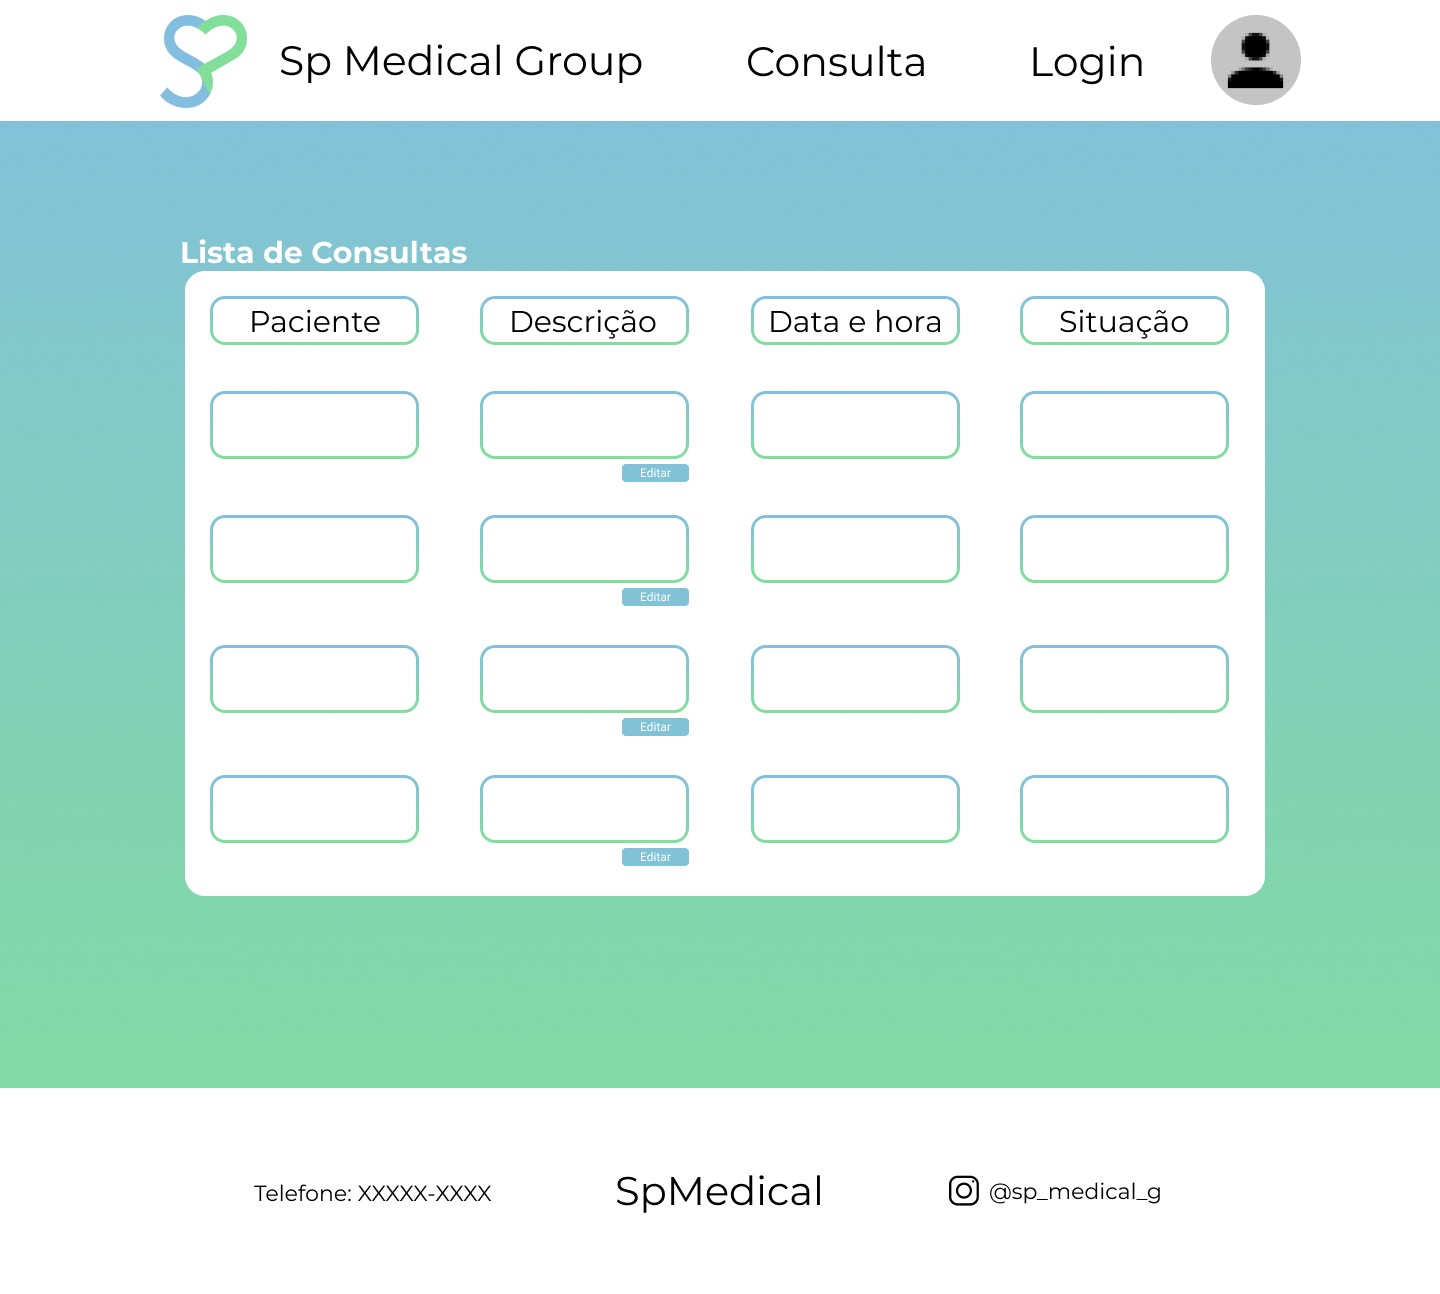 Sp Medical Group
Consulta
Login
Lista de Consultas
Paciente
Descrição
Data e hora
Situação
Editar
Editar
Editar
Editar
Telefone: XXXXX-XXXX
SpMedical
@sp_medical_g